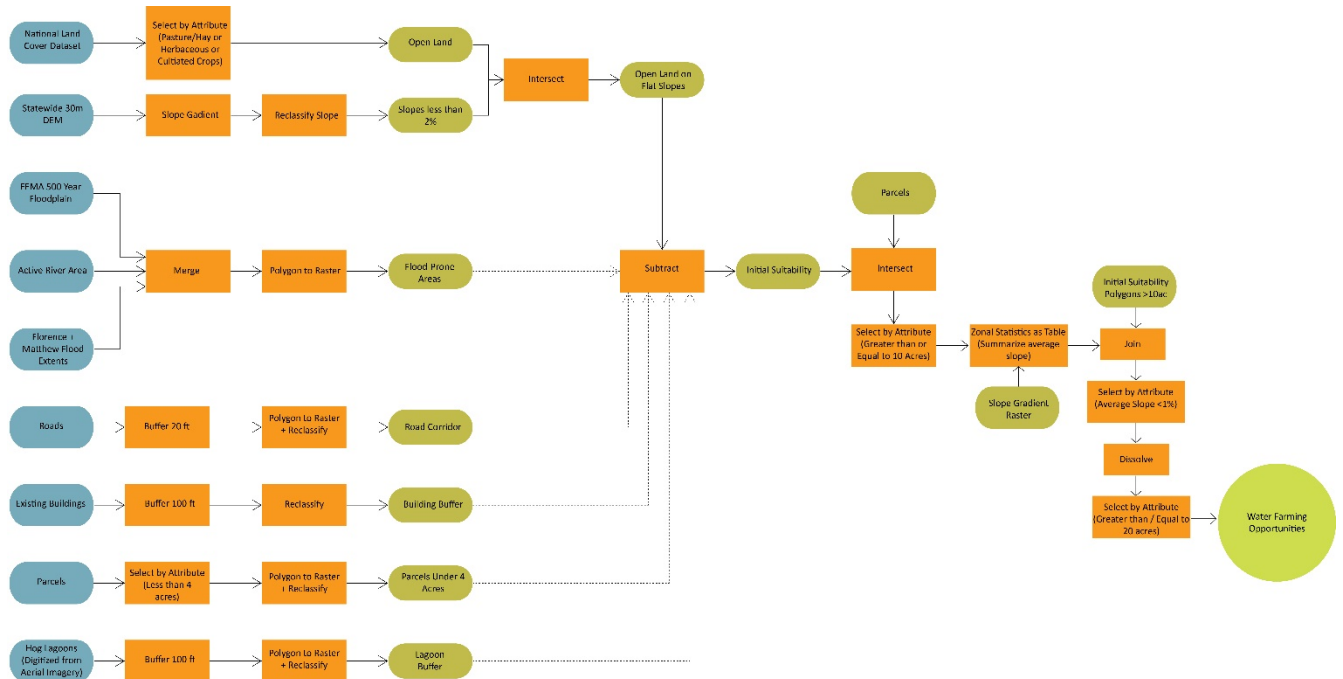 National Land
Cover Dataset
Select by Attribute
(Pasture/Hay or
Herbaceous or
Cultiated Crops)
Open Land
Intersect
Open Land on
Flat Slopes
Statewide 30m
DEM
Slope Gadient
Reclassify Slope
Slopes less than
2%
FEMA 500 Year
Floodplain
Active River Area
Merge
Polygon to Raster
Flood Prone
Areas
Florence +
Matthew Flood
Extents
Subtract
Initial Suitability
Parcels
Intersect
Select by Attribute
(Greater than or
Equal to 10 Acres)
Zonal Statistics as Table
(Summarize average
slope)
Slope Gradient
Raster
Initial Suitability
Polygons >10ac
Join
Select by Attribute
(Average Slope <1%)
Dissolve
Select by Attribute
(Greater than / Equal to
20 acres)
Water Farming
Opportunities
Roads
Buffer 20 ft
Polygon to Raster
+ Reclassify
Road Corridor
Existing Buildings
Buffer 100 ft
Reclassify
Building Buffer
Parcels
Select by Attribute
(Less than 4
acres)
Polygon to Raster
+ Reclassify
Parcels Under 4
Acres
Hog Lagoons
(Digitized from
Aerial Imagery)
Buffer 100 ft
Polygon to Raster
+ Reclassify
Lagoon
Buffer